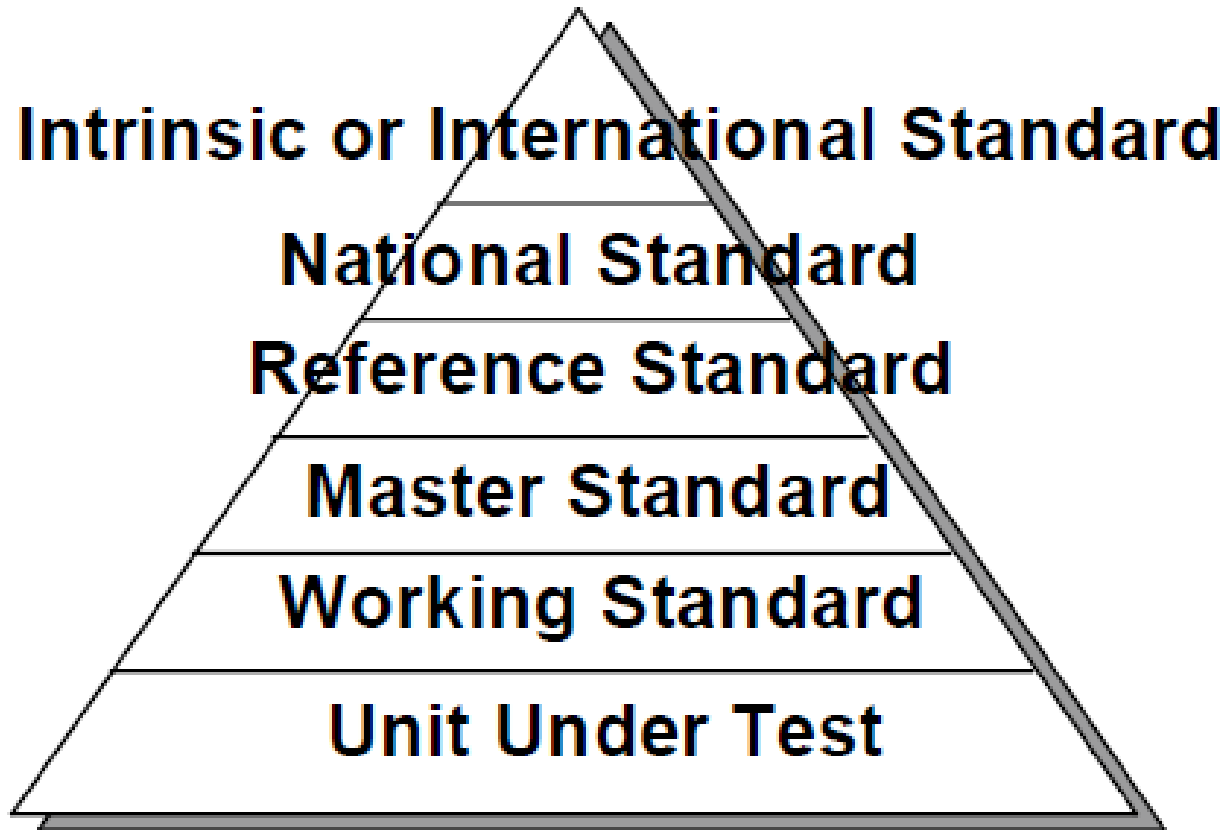 Intrinsic or International Standard
National Standard
Reference Standard
Master Standard
Working Standard
Unit Under Test